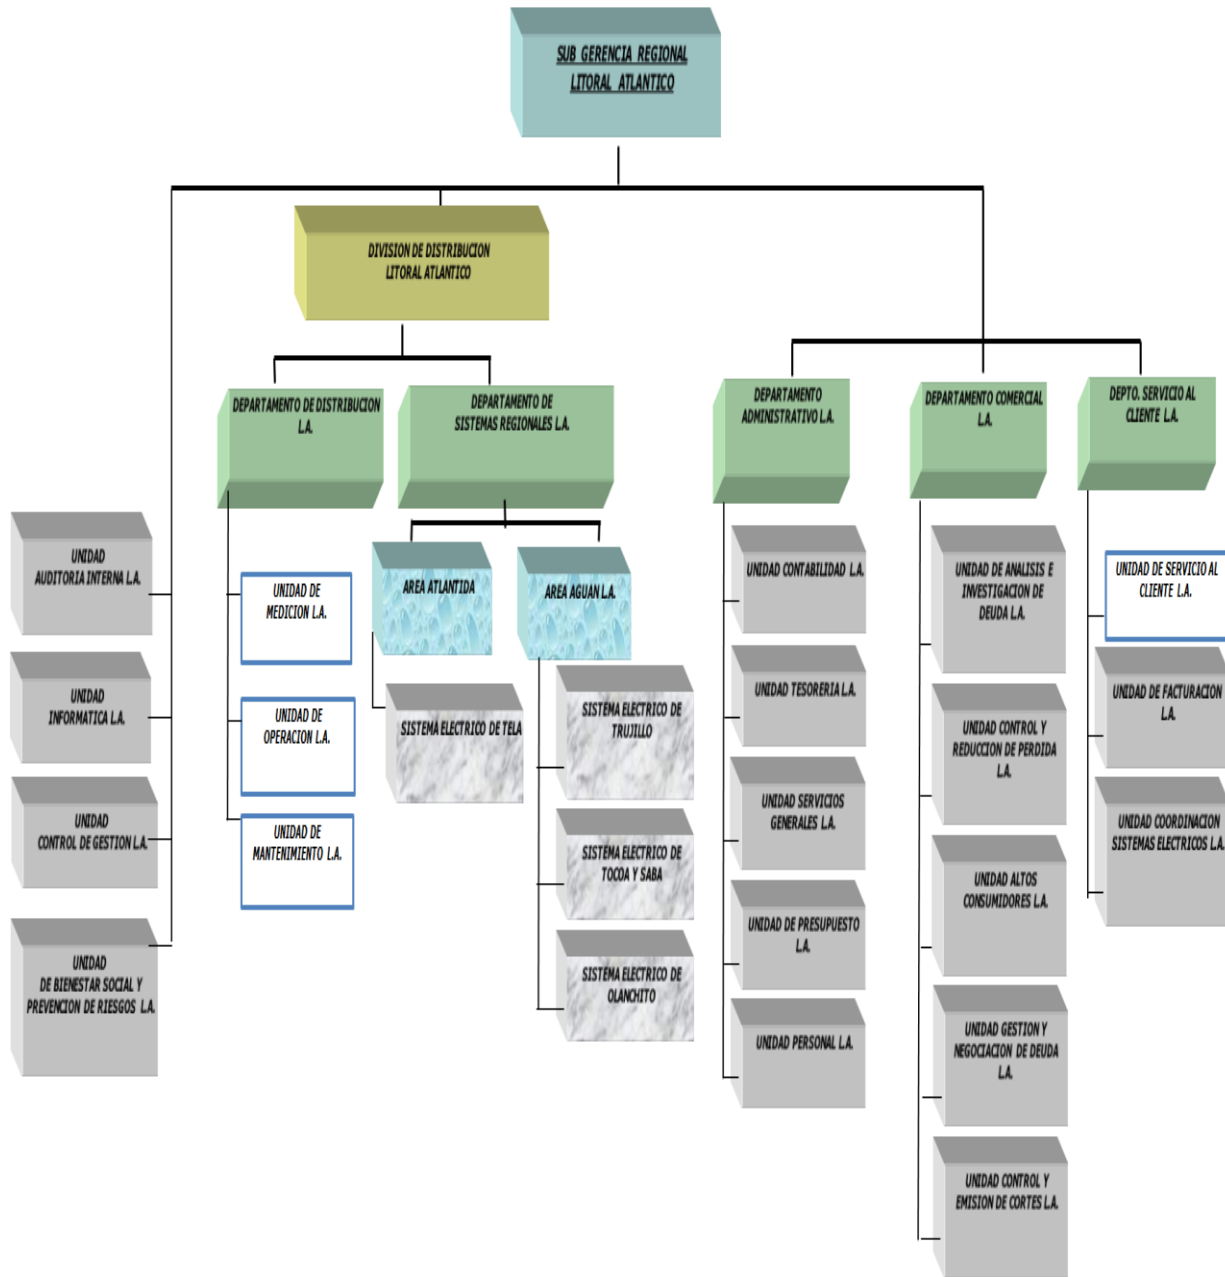 SUB GERENCIA REGIONAL
LITORAL ATLANTICO
DIVISION DE DISTRIBUCION
LITORAL ATLANTICO
DEPARTAMENTO DE DISTRIBUCION
L.A.
DEPARTAMENTO DE
SISTEMAS REGIONALES L.A.
DEPARTAMENTO
ADMINISTRATIVO L.A.
DEPARTAMENTO COMERCIAL
L.A.
DEPTO. SERVICIO AL
CLIENTE L.A.
UNIDAD
AUDITORIA INTERNA L.A.
UNIDAD
INFORMATICA L.A.
UNIDAD
CONTROL DE GESTION L.A.
UNIDAD
DE BIENESTAR SOCIAL Y
PREVENCION DE RIESGOS L.A.
UNIDAD DE
MEDICION L.A.
UNIDAD DE
OPERACION L.A.
UNIDAD DE
MANTENIMIENTO L.A.
AREA ATLANTIDA
SISTEMA ELECTRICO DE TELA
AREA AGUAN L.A.
SISTEMA ELECTRICO DE
TRUJILLO
SISTEMA ELECTRICO DE
TOCOA Y SABA
SISTEMA ELECTRICO DE
OLANCHITO
UNIDAD CONTABILIDAD L.A.
UNIDAD TESORERIA L.A.
UNIDAD SERVICIOS
GENERALES L.A.
UNIDAD DE PRESUPUESTO
L.A.
UNIDAD PERSONAL L.A.
UNIDAD DE ANALISIS E
INVESTIGACION DE
DEUDA L.A.
UNIDAD CONTROL Y
REDUCCION DE PERDIDA
L.A.
UNIDAD ALTOS
CONSUMIDORES L.A.
UNIDAD GESTION Y
NEGOCIACION DE DEUDA
L.A.
UNIDAD CONTROL Y
EMISION DE CORTES L.A.
UNIDAD DE SERVICIO AL
CLIENTE L.A.
UNIDAD DE FACTURACION
L.A.
UNIDAD COORDINACION
SISTEMAS ELECTRICOS L.A.